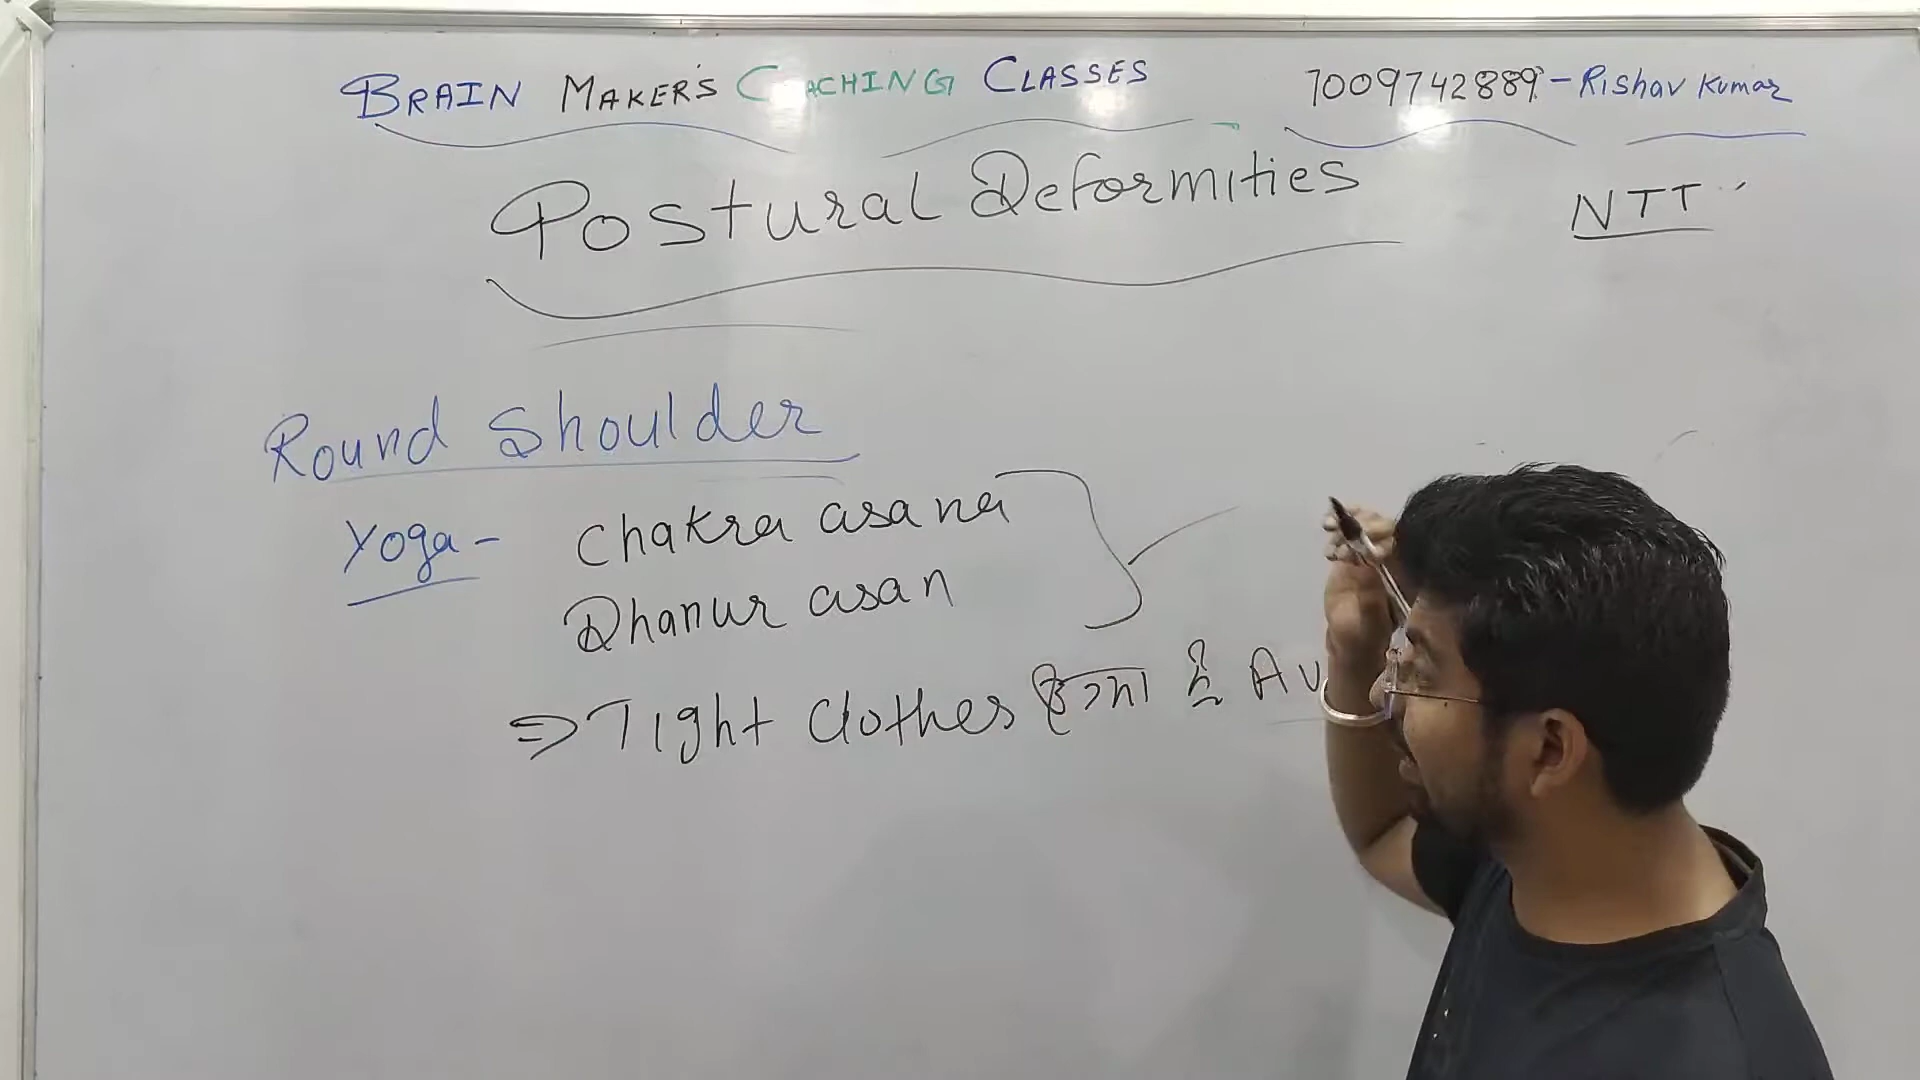 BRAIN MAKER'S COACHING CLASSES 7009742889-Rishav Kumar
Postural Deformities
NTT
Round Shoulder
Yoga - Chakra asana
Dhanur asan
⇒ Tight Clothes ਨੂੰ Av